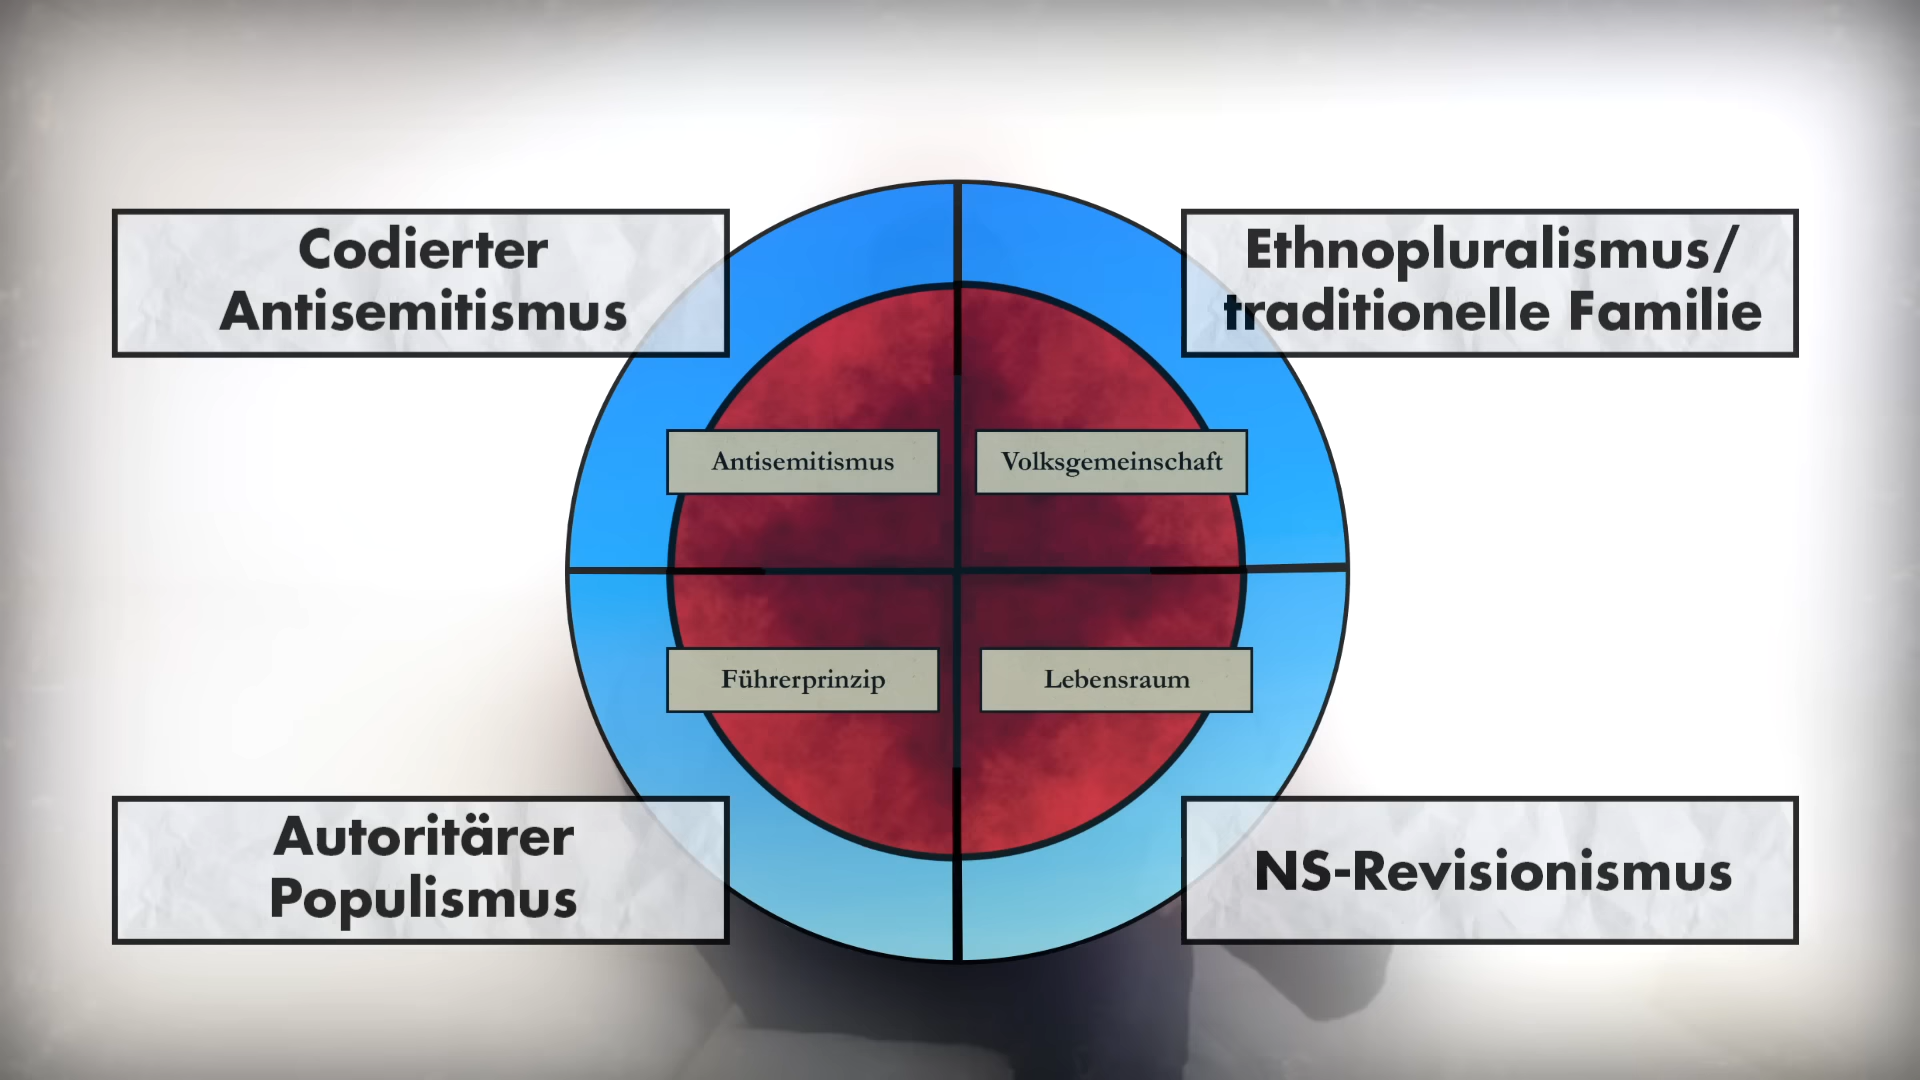 Codierter
Antisemitismus
Ethnopluralismus/
traditionelle Familie
Antisemitismus
Volksgemeinschaft
Führerprinzip
Lebensraum
Autoritärer
Populismus
NS-Revisionismus